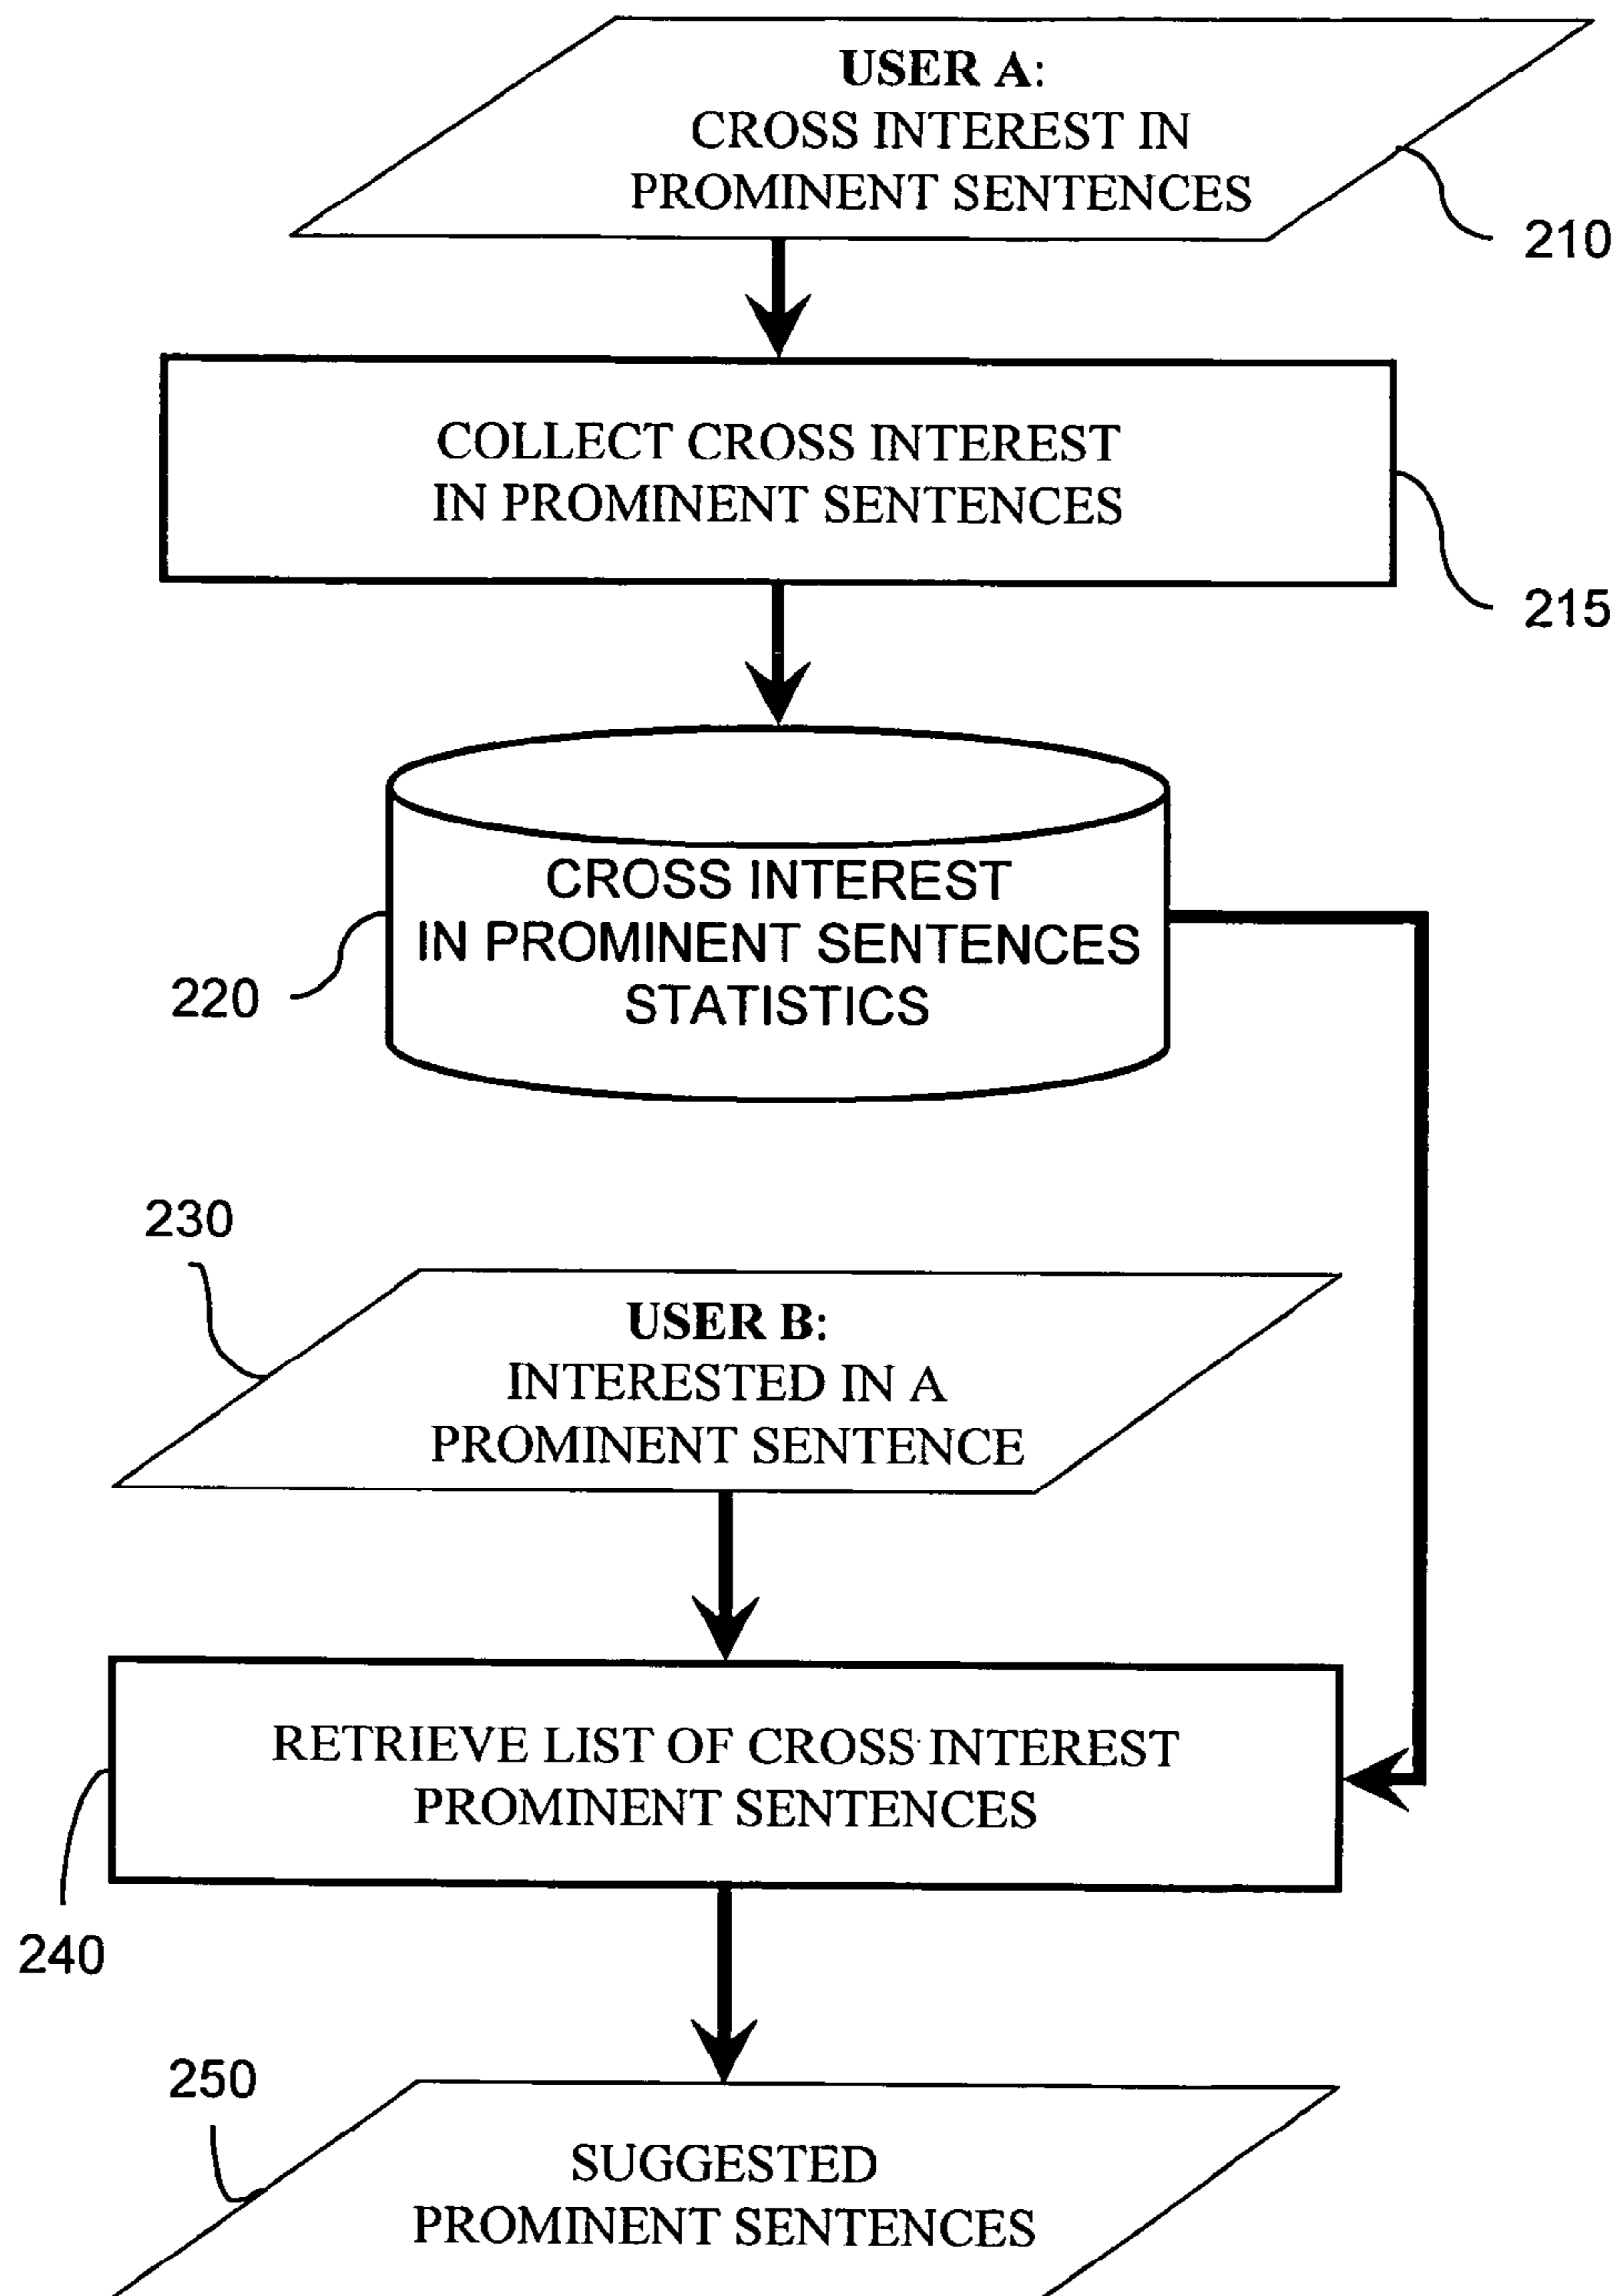 USER A:
CROSS INTEREST IN
PROMINENT SENTENCES
210
COLLECT CROSS INTEREST
IN PROMINENT SENTENCES
215
CROSS INTEREST
IN PROMINENT SENTENCES
STATISTICS
220
230
USER B:
INTERESTED IN A
PROMINENT SENTENCE
RETRIEVE LIST OF CROSS INTEREST
PROMINENT SENTENCES
240
250
SUGGESTED
PROMINENT SENTENCES